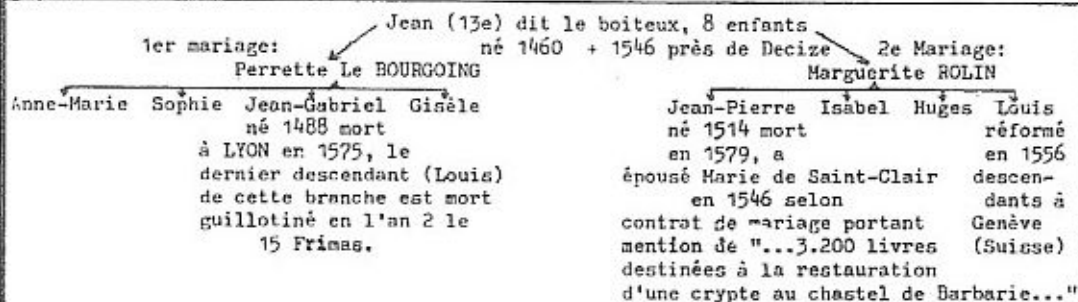 Jean (13e) dit le boiteux, 8 enfants
né 1460 + 1546 près de Decize
1er mariage:
Perrette Le BOURGOING
Anne-Marie Sophie Jean-Gabriel Gisèle
né 1488 mort
à LYON en 1575, le
dernier descendant (Louis)
de cette branche est mort
guillotiné en l'an 2 le
15 Frimas.
2e Mariage:
Marguerite ROLIN
Jean-Pierre Isabel Huges Louis
né 1514 mort
en 1579, a
épousé Marie de Saint-Clair
en 1546 selon
contrat de mariage portant
mention de "...3.200 livres
destinées à la restauration
d'une crypte au chastel de Barbarie..."
réformé
en 1556
descen-
dants à
Genève
(Suisse)